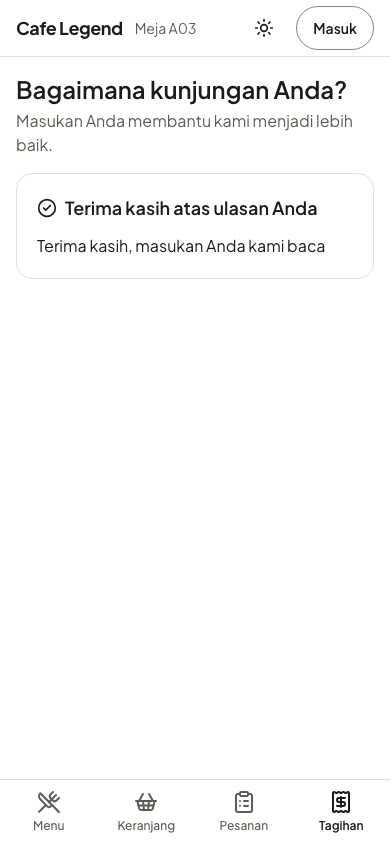 Cafe Legend Meja A03 Masuk
Bagaimana kunjungan Anda?
Masukan Anda membantu kami menjadi lebih
baik.
Terima kasih atas ulasan Anda
Terima kasih, masukan Anda kami baca
Menu Keranjang Pesanan Tagihan